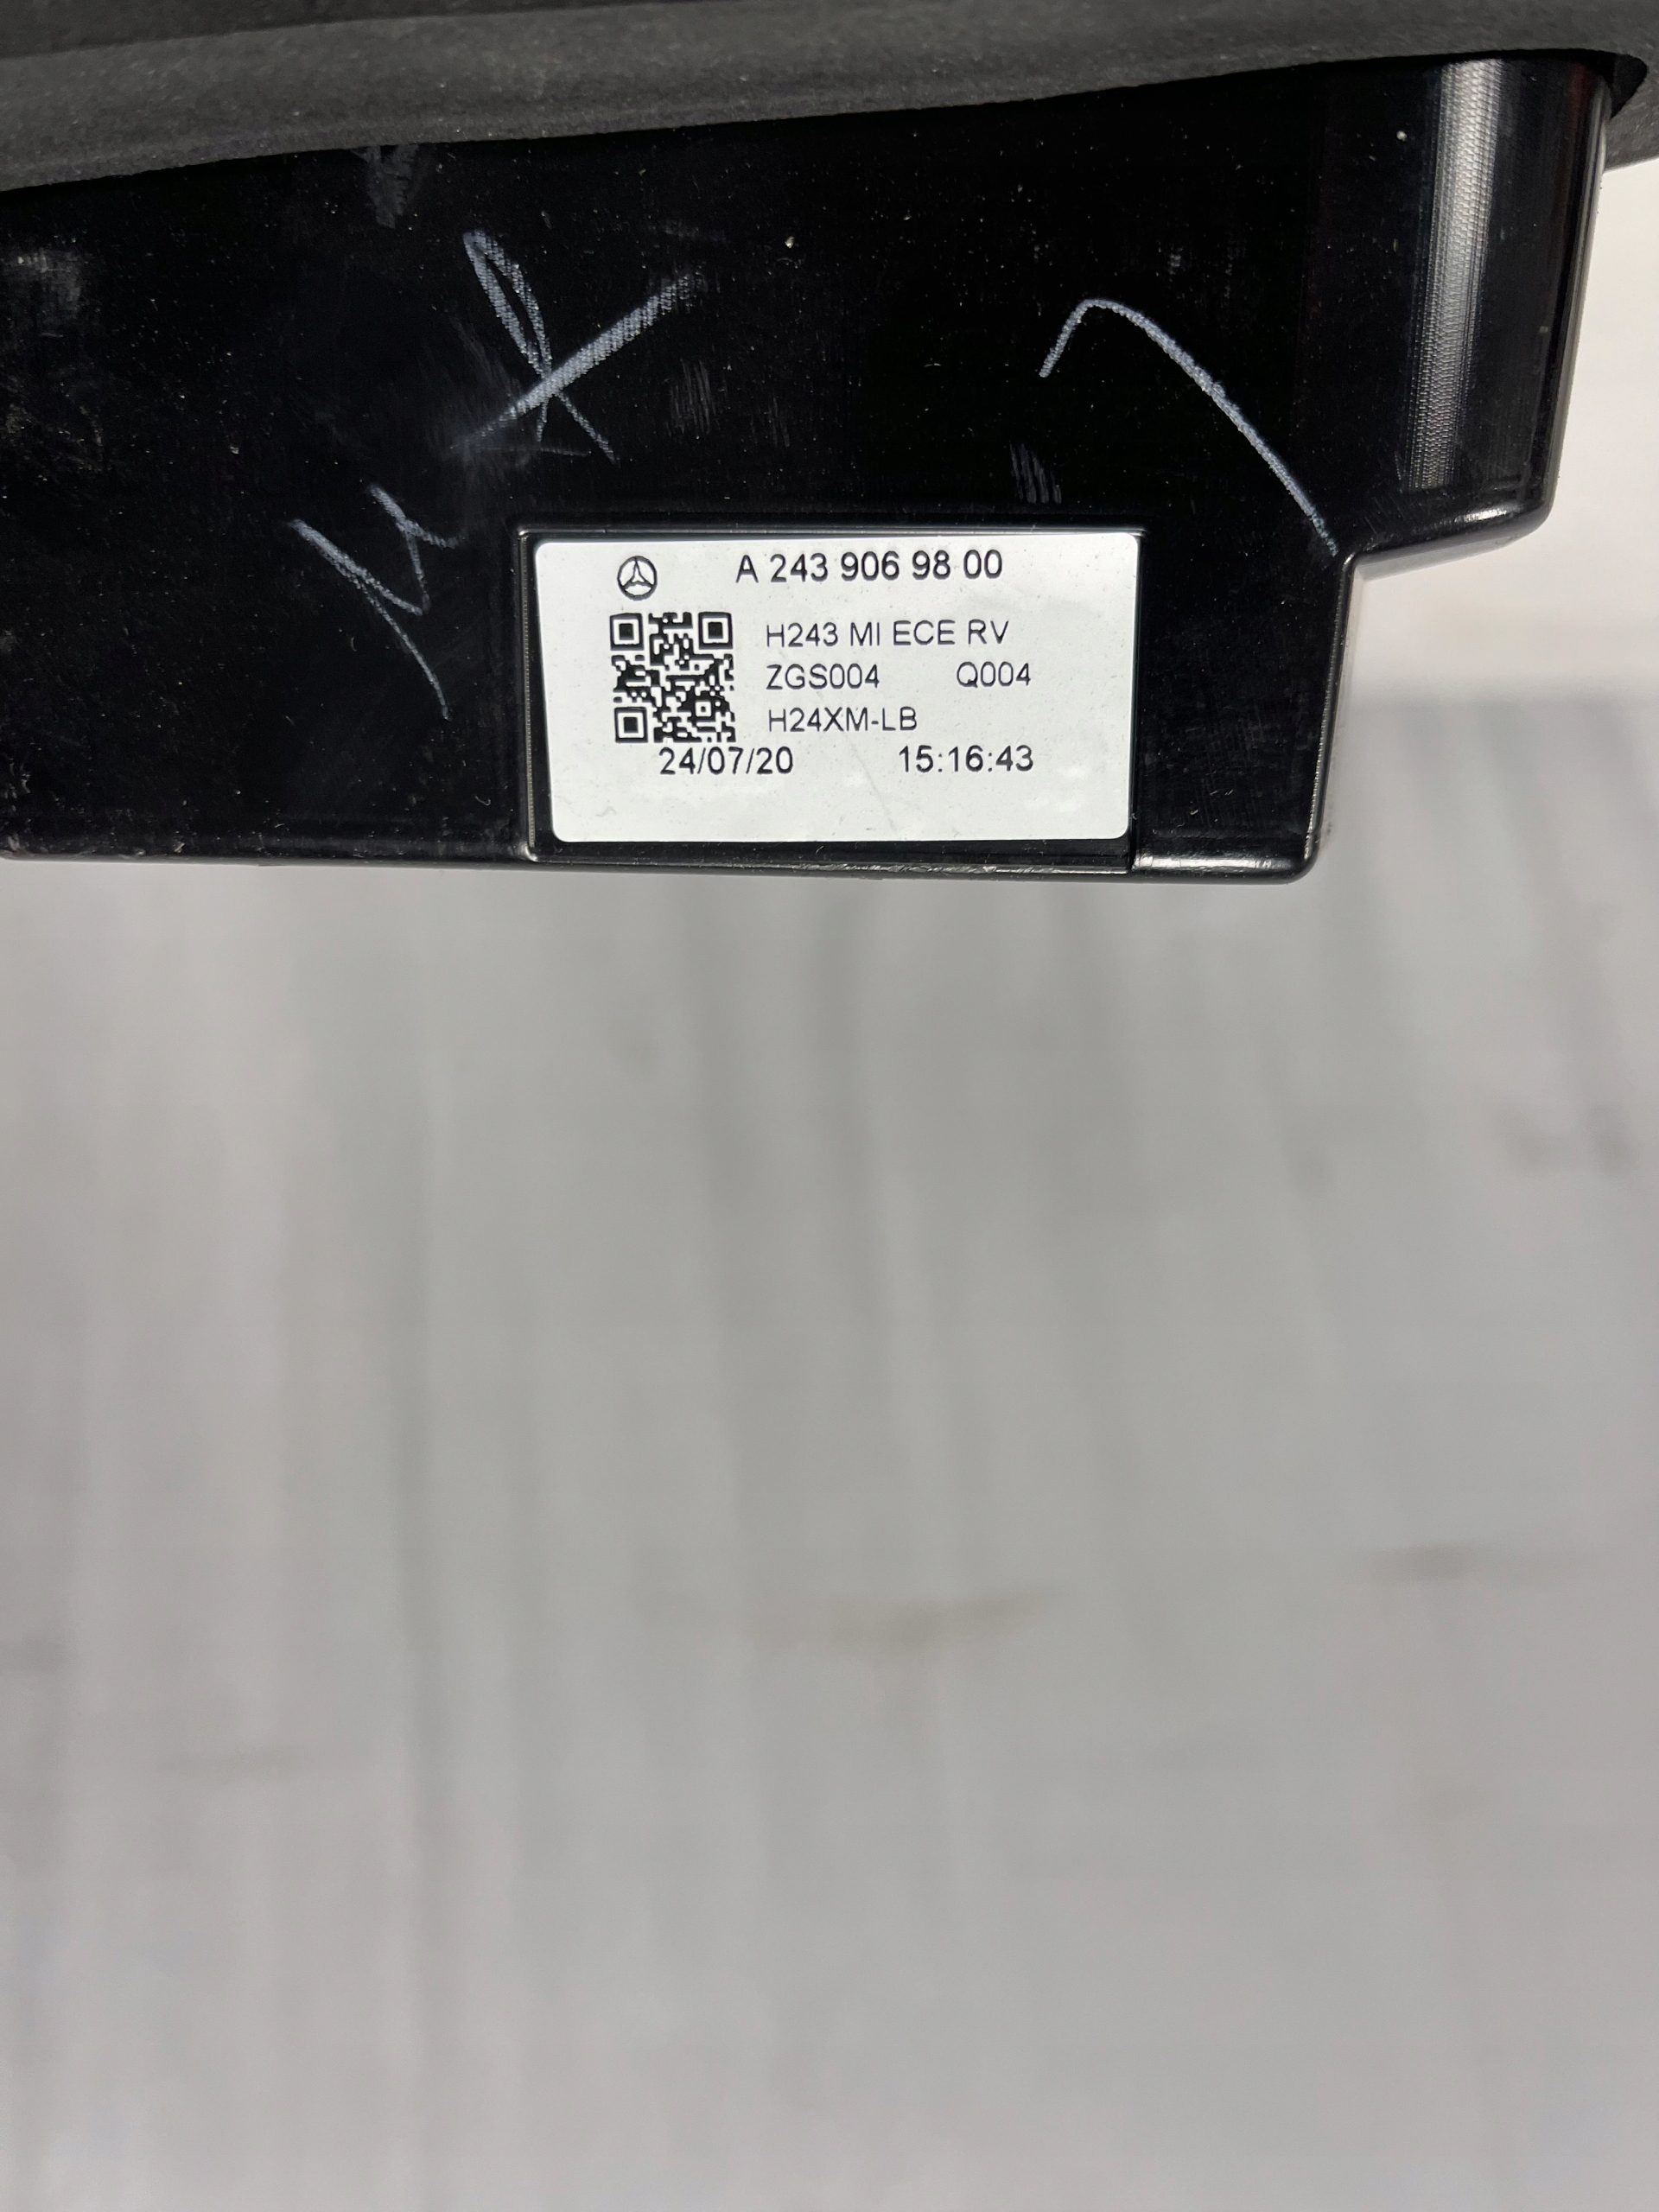 A 243 906 98 00
H243 MI ECE RV
ZGS004 Q004
H24XM-LB
24/07/20 15:16:43